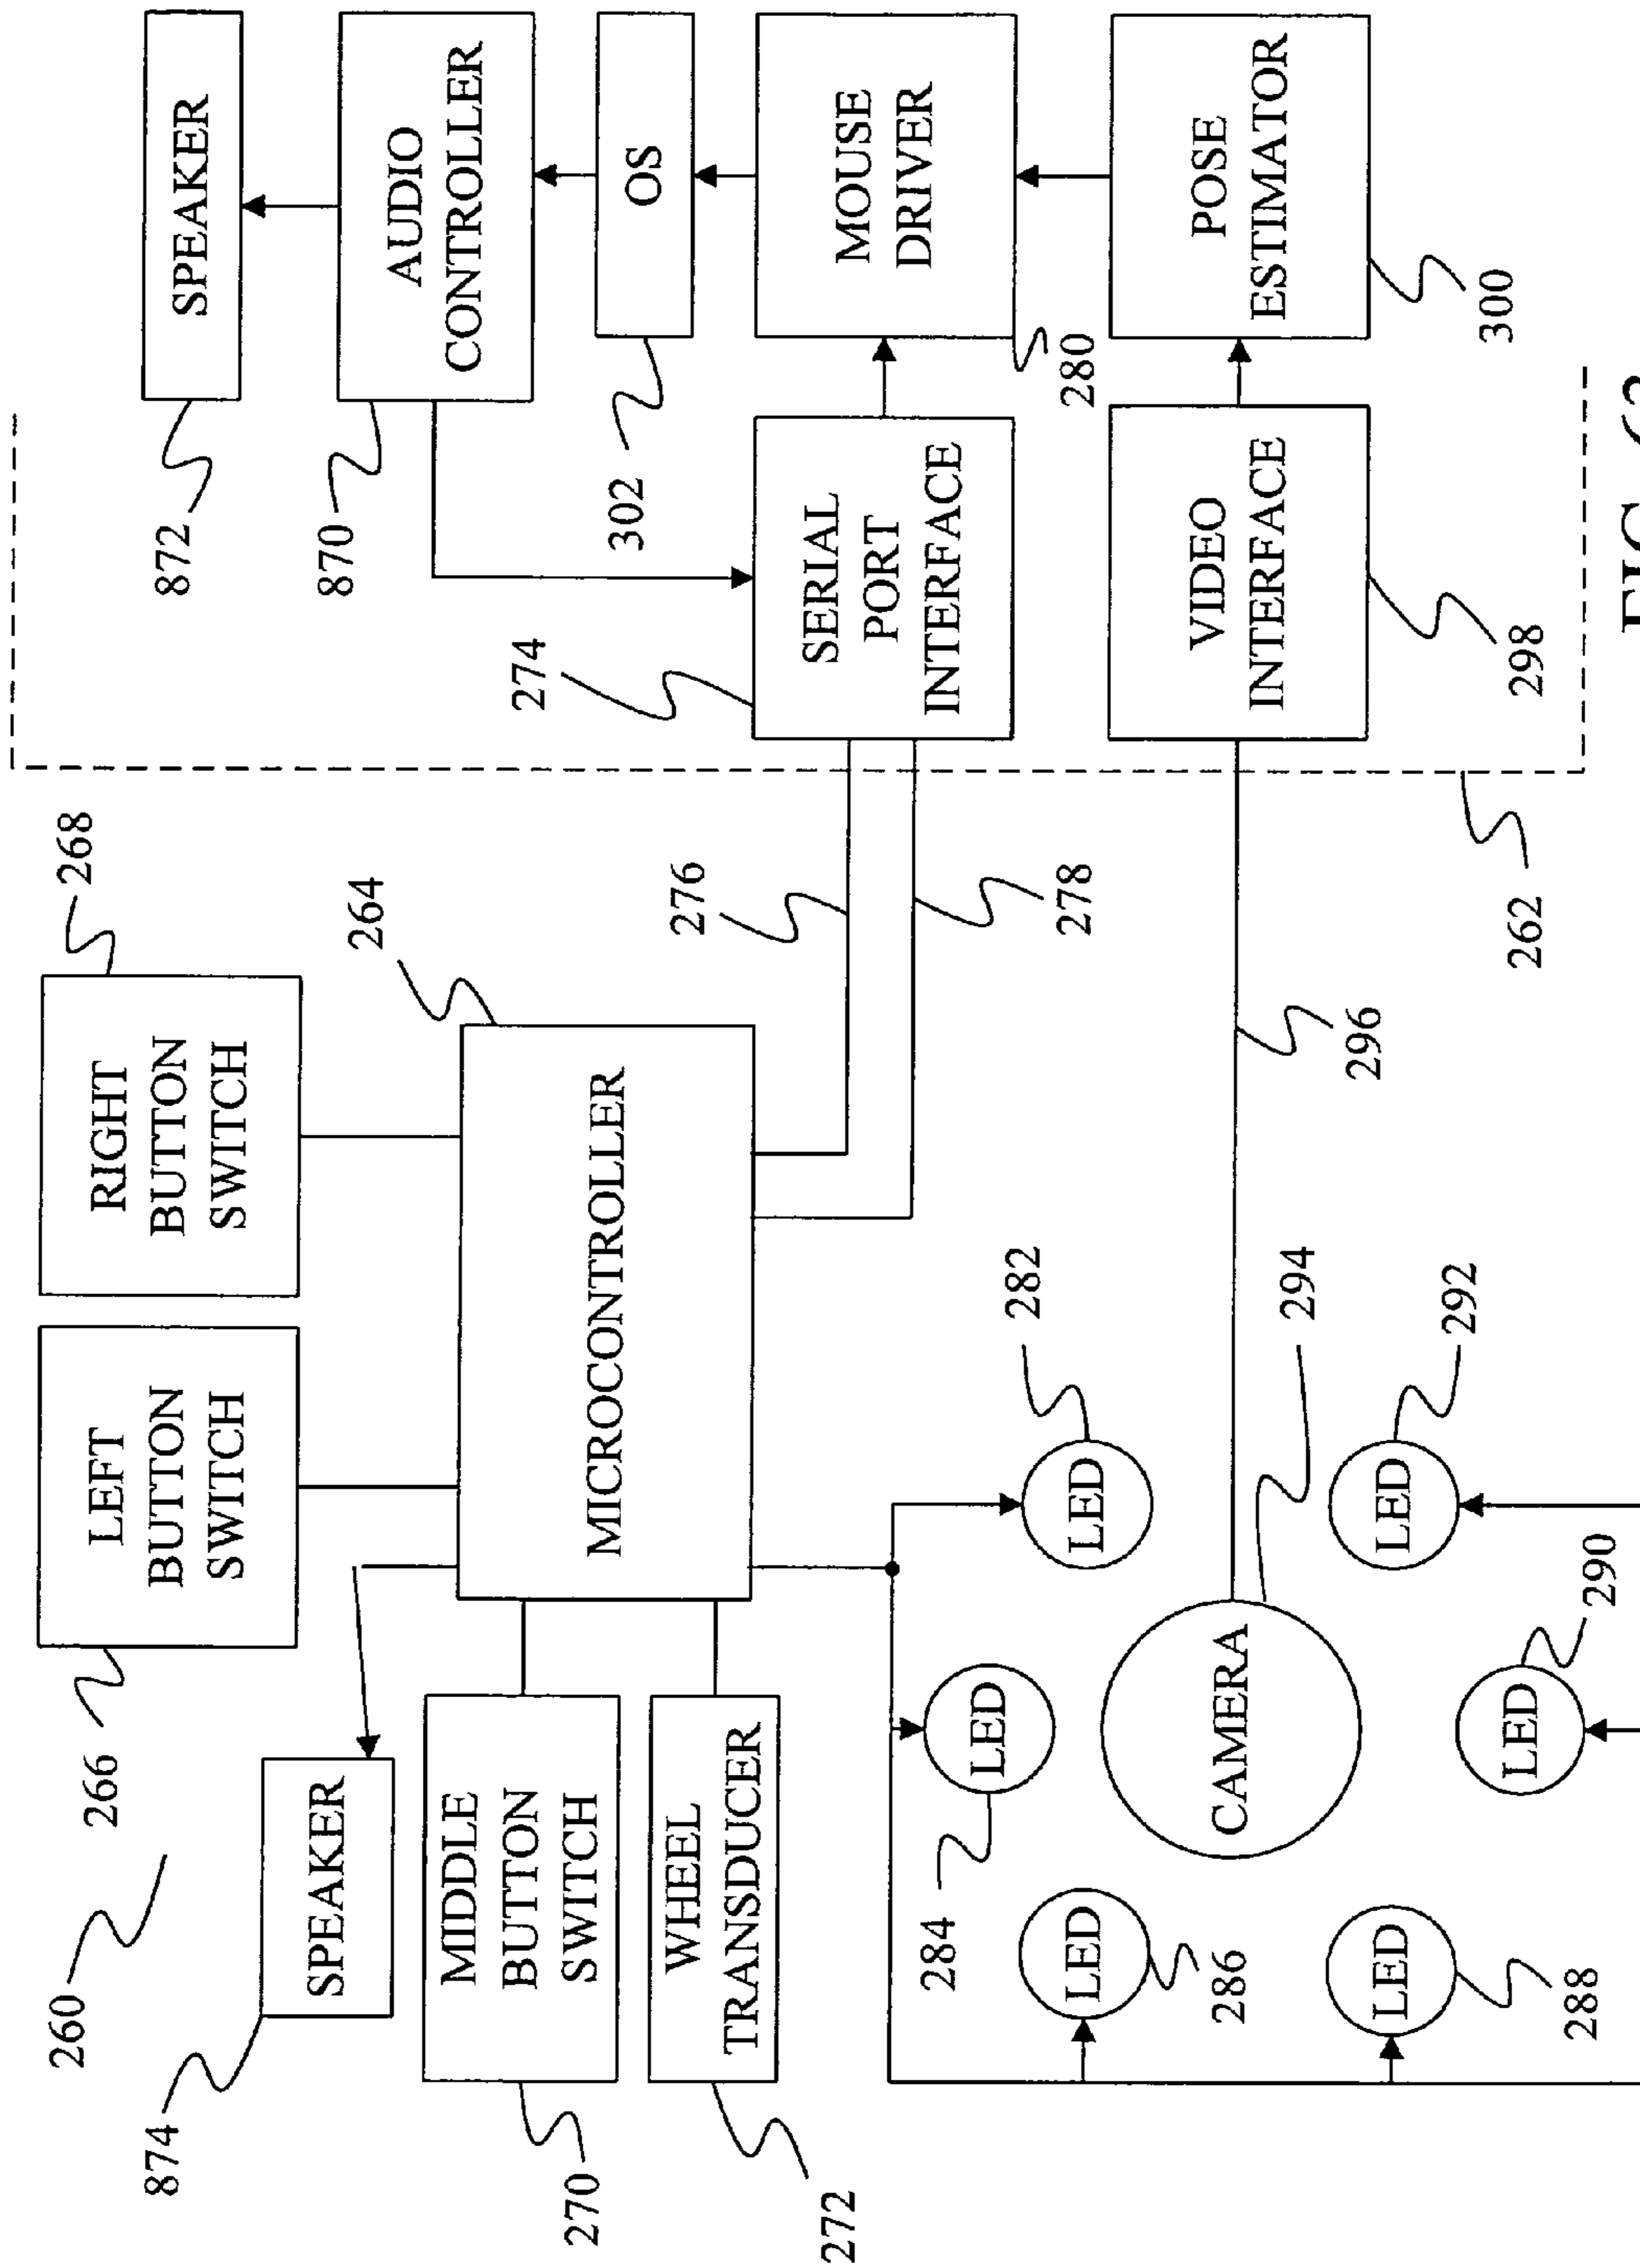 260
266
268
LEFT
BUTTON
SWITCH
RIGHT
BUTTON
SWITCH
874
SPEAKER
264
MICROCONTROLLER
270
MIDDLE
BUTTON
SWITCH
272
WHEEL
TRANSDUCER
276
278
872
SPEAKER
870
AUDIO
CONTROLLER
302
OS
274
SERIAL
PORT
INTERFACE
MOUSE
DRIVER
280
284
LED
282
LED
286
LED
CAMERA
294
296
288
LED
290
LED
292
LED
262
VIDEO
INTERFACE
298
POSE
ESTIMATOR
300
FIG.